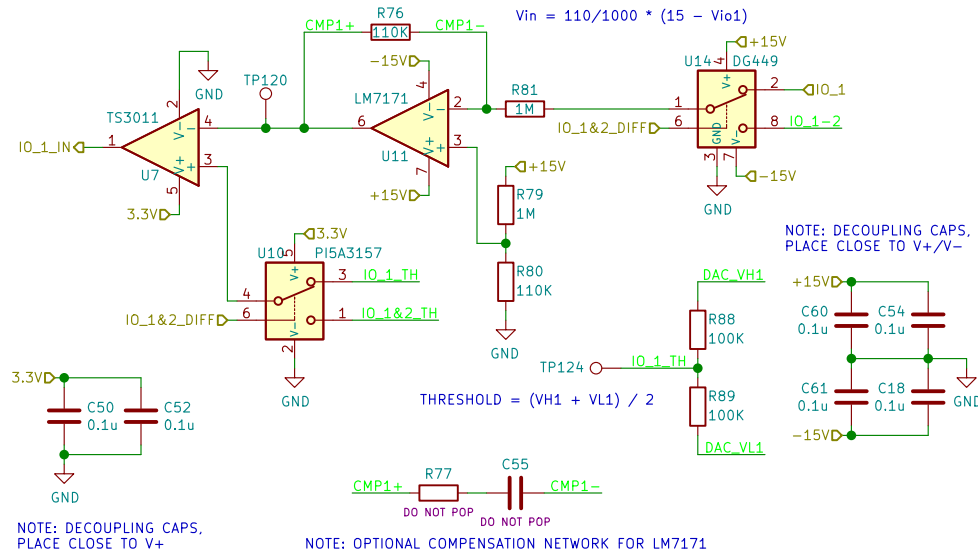 Vin = 110/1000 * (15 - Vio1)
R76
110K
CMP1+
CMP1-
-15V
+15V
U14
DG449
4
V+
TP120
GND
2
V-
TS3011
1
IO_1_IN
4
3
V+
5
U7
3.3V
LM7171
4
V-
6
2
3
U11
V+
7
+15V
R81
1M
1
6
IO_1&2_DIFF
2
IO_1
8
IO_1-2
GND
V-
3
7
-15V
GND
+15V
R79
1M
R80
110K
GND
U10
PI5A3157
3.3V
5
V+
4
6
IO_1&2_DIFF
3
IO_1_TH
1
IO_1&2_TH
V-
2
GND
NOTE: DECOUPLING CAPS,
PLACE CLOSE TO V+/V-
+15V
C60
0.1u
C54
0.1u
C61
0.1u
C18
0.1u
GND
-15V
DAC_VH1
R88
100K
TP124
IO_1_TH
R89
100K
DAC_VL1
THRESHOLD = (VH1 + VL1) / 2
3.3V
C50
0.1u
C52
0.1u
GND
NOTE: DECOUPLING CAPS,
PLACE CLOSE TO V+
CMP1+
R77
DO NOT POP
C55
DO NOT POP
CMP1-
NOTE: OPTIONAL COMPENSATION NETWORK FOR LM7171